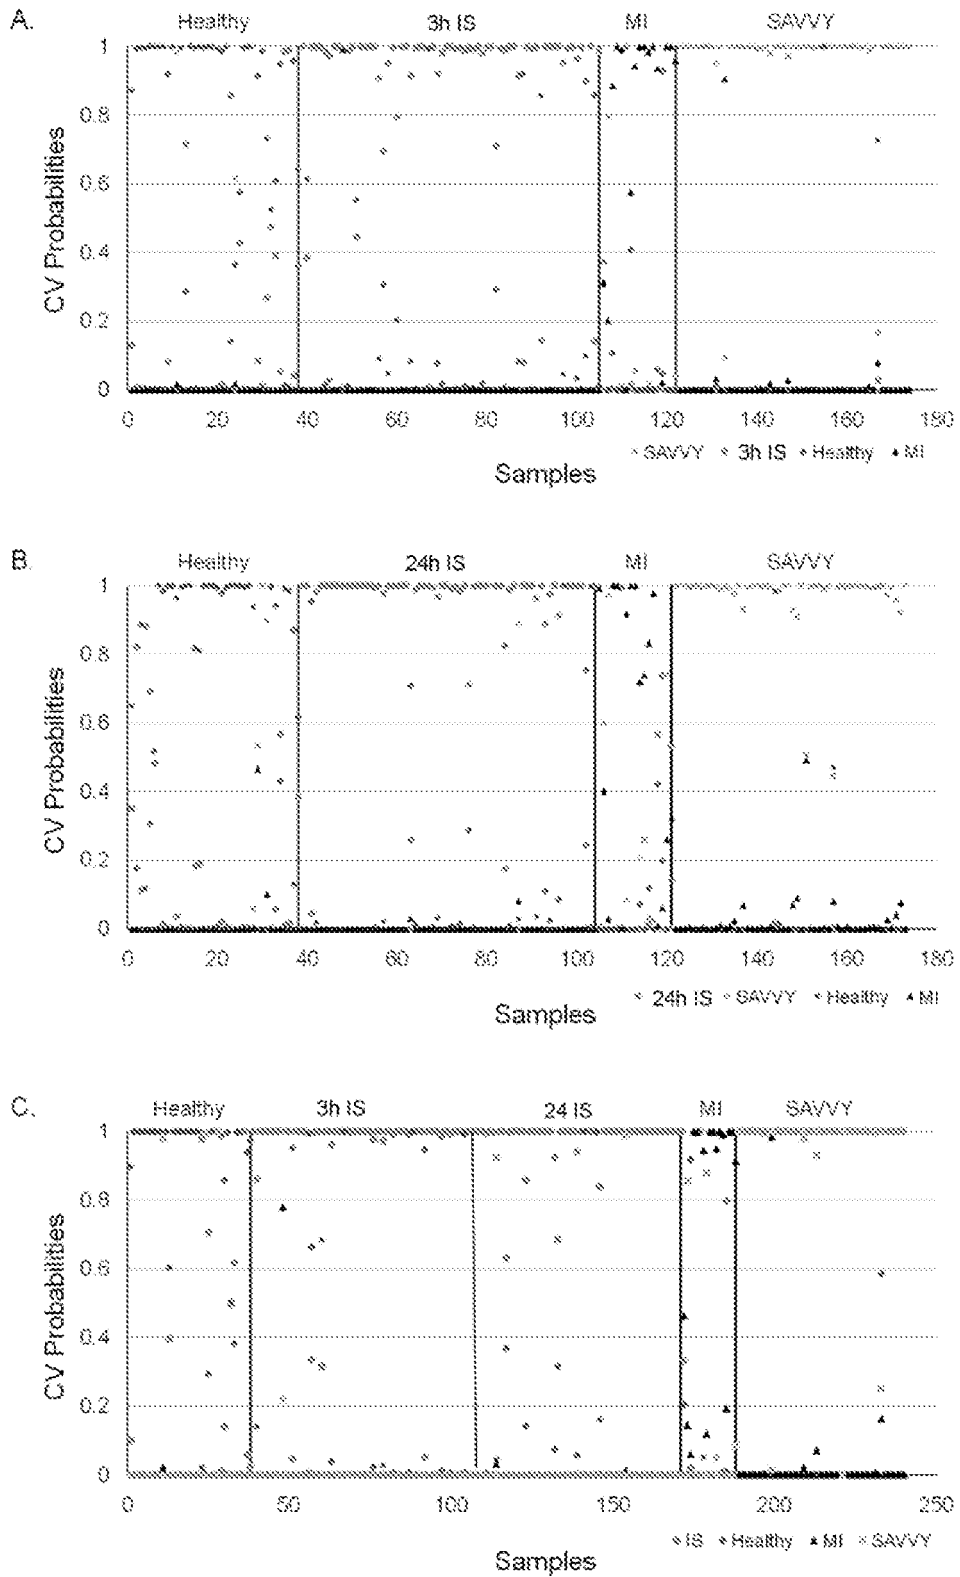 A.
Healthy 3h IS MI SAVVY
CV Probabilities
1
0.8
0.6
0.4
0.2
0
0 20 40 60 80 100 120 140 160 180
SAVVY 3h IS Healthy MI
Samples
B.
Healthy 24h IS MI SAVVY
CV Probabilities
1
0.8
0.6
0.4
0.2
0
0 20 40 60 80 100 120 140 160 180
24h IS SAVVY Healthy MI
Samples
C.
Healthy 3h IS 24 IS MI SAVVY
CV Probabilities
1
0.8
0.6
0.4
0.2
0
0 50 100 150 200 250
IS Healthy MI SAVVY
Samples